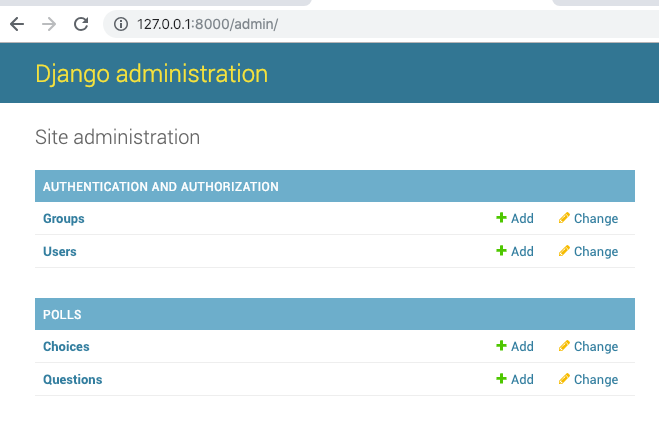 127.0.0.1:8000/admin/
Django administration
Site administration
AUTHENTICATION AND AUTHORIZATION
Groups Add Change
Users Add Change
POLLS
Choices Add Change
Questions Add Change